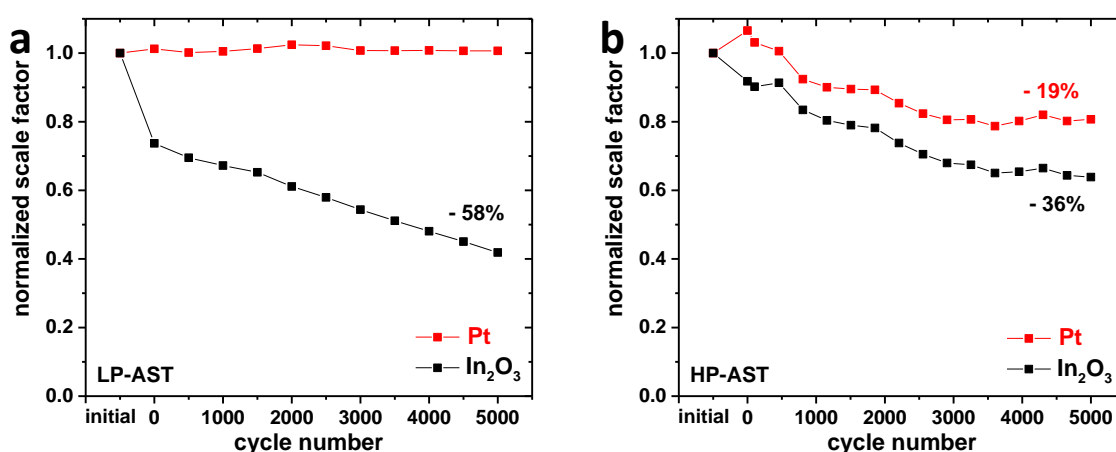 a
normalized scale factor
1.0
0.8
0.6
0.4
0.2
0.0
- 58%
Pt
In₂O₃
LP-AST
initial 0 1000 2000 3000 4000 5000
cycle number
b
normalized scale factor
1.0
0.8
0.6
0.4
0.2
0.0
- 19%
- 36%
Pt
In₂O₃
HP-AST
initial 0 1000 2000 3000 4000 5000
cycle number